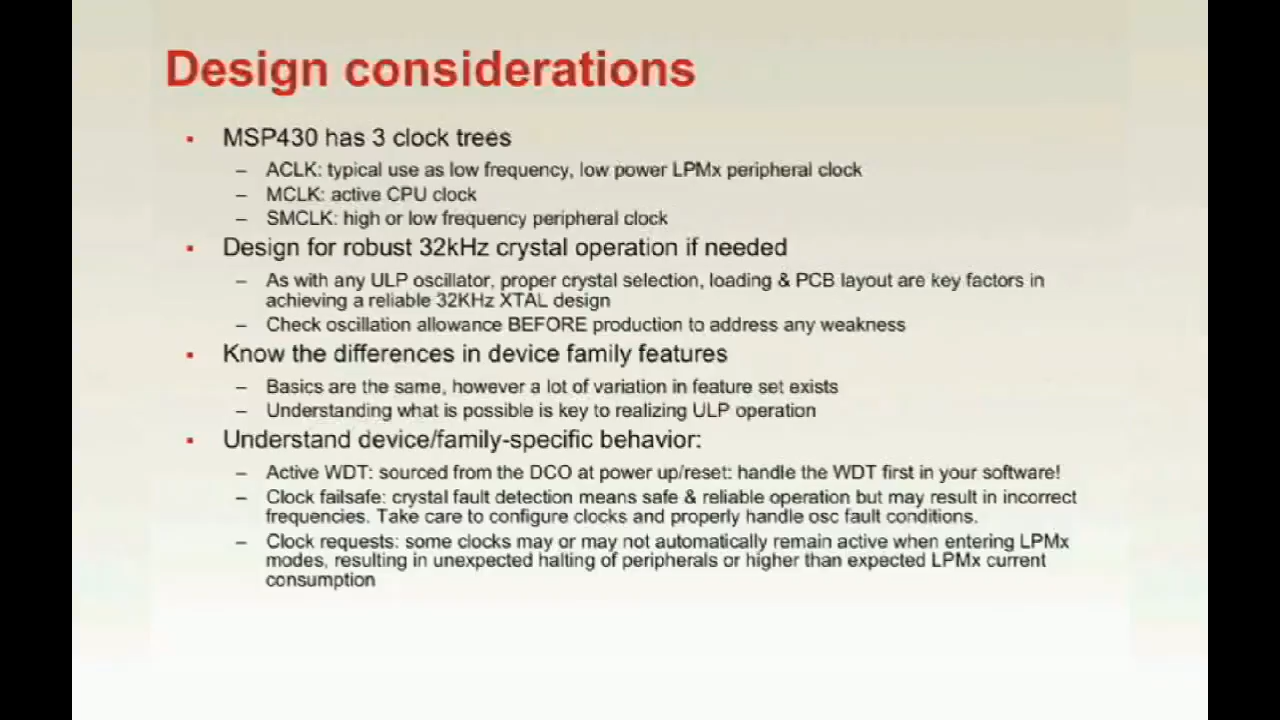 Design considerations
▪ MSP430 has 3 clock trees
– ACLK: typical use as low frequency, low power LPMx peripheral clock
– MCLK: active CPU clock
– SMCLK: high or low frequency peripheral clock
▪ Design for robust 32kHz crystal operation if needed
– As with any ULP oscillator, proper crystal selection, loading & PCB layout are key factors in
achieving a reliable 32KHz XTAL design
– Check oscillation allowance BEFORE production to address any weakness
▪ Know the differences in device family features
– Basics are the same, however a lot of variation in feature set exists
– Understanding what is possible is key to realizing ULP operation
▪ Understand device/family-specific behavior:
– Active WDT: sourced from the DCO at power up/reset: handle the WDT first in your software!
– Clock failsafe: crystal fault detection means safe & reliable operation but may result in incorrect
frequencies. Take care to configure clocks and properly handle osc fault conditions.
– Clock requests: some clocks may or may not automatically remain active when entering LPMx
modes, resulting in unexpected halting of peripherals or higher than expected LPMx current
consumption